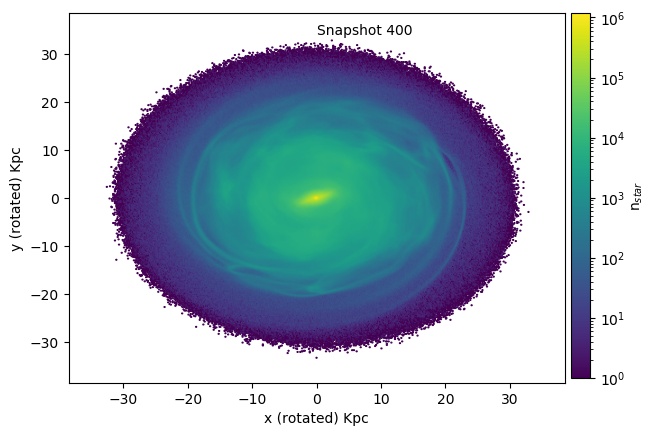 Snapshot 400
30
20
10
0
−10
−20
−30
y (rotated) Kpc
−30 −20 −10 0 10 20 30
x (rotated) Kpc
10⁶
10⁵
10⁴
10³
10²
10¹
10⁰
nₛₜₐᵣ